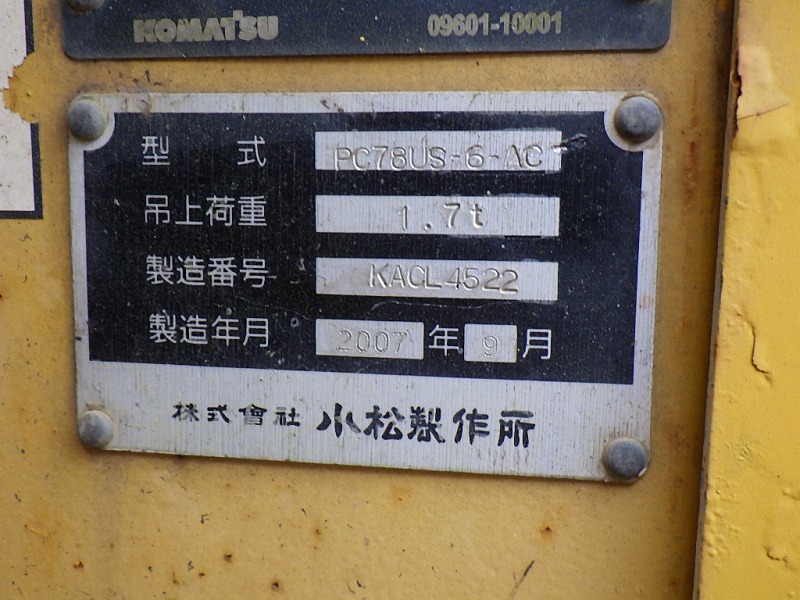 KOMATSU 09601-10001
型式 PC78US-6-AC
吊上荷重 1.7t
製造番号 KACL4522
製造年月 2007年9月
株式會社 小松製作所